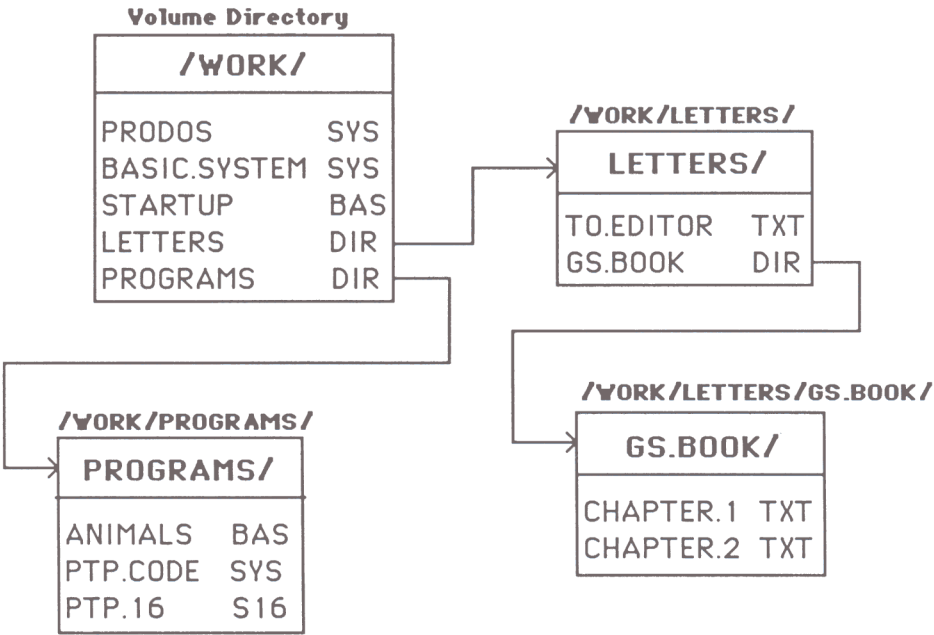 Volume Directory
/WORK/
PRODOS SYS
BASIC.SYSTEM SYS
STARTUP BAS
LETTERS DIR
PROGRAMS DIR
/WORK/LETTERS/
LETTERS/
TO.EDITOR TXT
GS.BOOK DIR
/WORK/PROGRAMS/
PROGRAMS/
ANIMALS BAS
PTP.CODE SYS
PTP.16 S16
/WORK/LETTERS/GS.BOOK/
GS.BOOK/
CHAPTER.1 TXT
CHAPTER.2 TXT